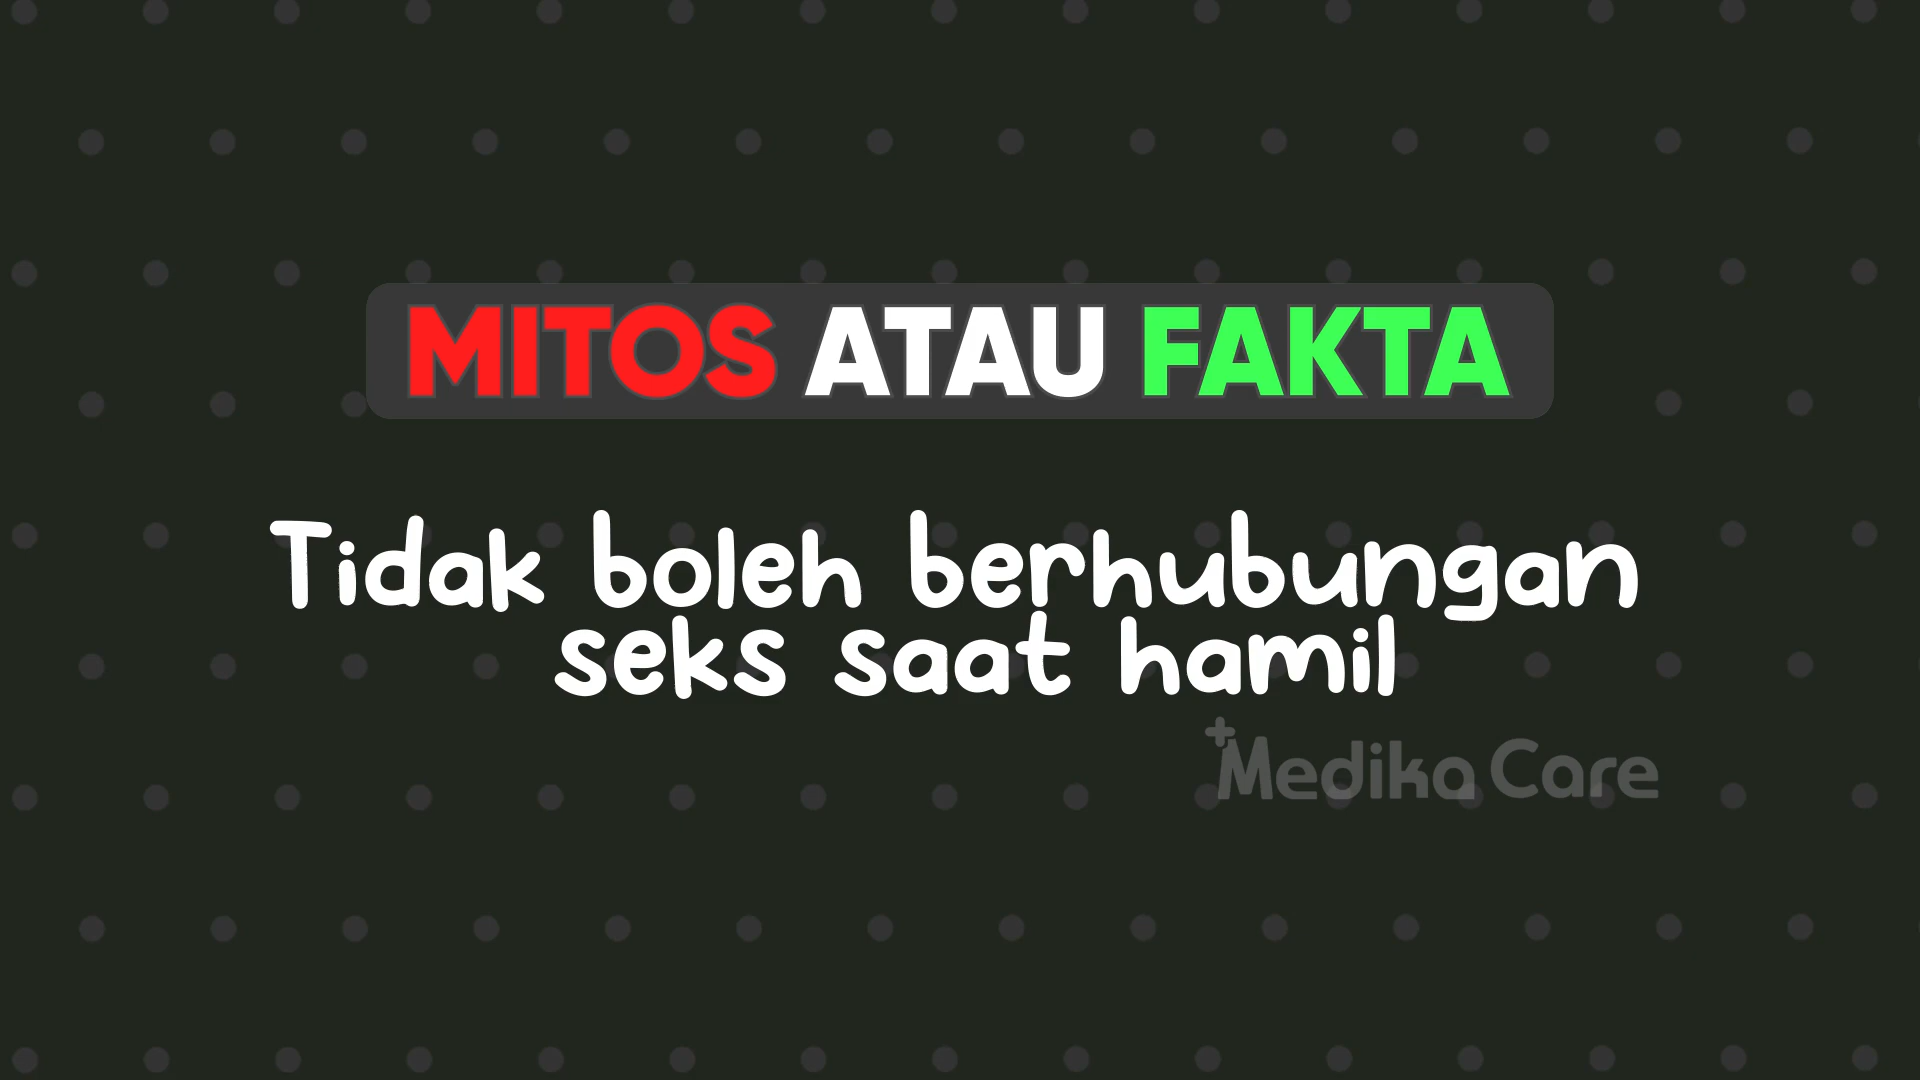 MITOS ATAU FAKTA
Tidak boleh berhubungan
seks saat hamil
Medika Care